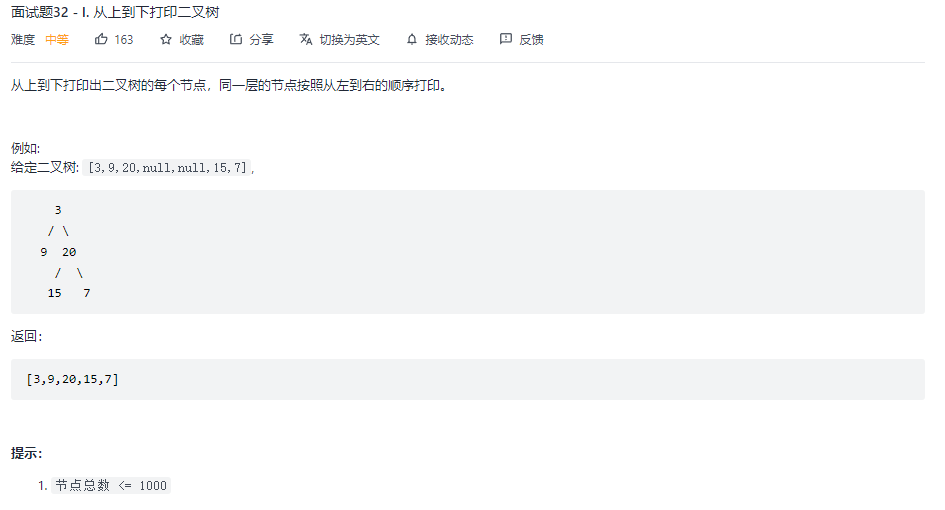 面试题32 - I. 从上到下打印二叉树
难度 中等 163 收藏 分享 切换为英文 接收动态 反馈
从上到下打印出二叉树的每个节点，同一层的节点按照从左到右的顺序打印。
例如:
给定二叉树: [3,9,20,null,null,15,7],
3
/ \
9 20
/ \
15 7
返回：
[3,9,20,15,7]
提示：
1. 节点总数 <= 1000